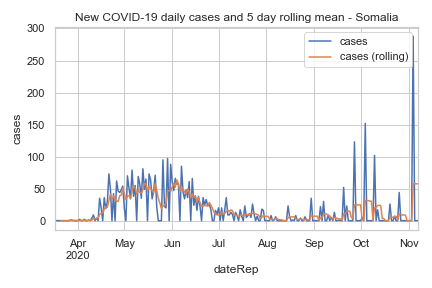 New COVID-19 daily cases and 5 day rolling mean - Somalia
cases
cases (rolling)
300
250
200
150
100
50
0
cases
Apr
2020
May
Jun
Jul
Aug
Sep
Oct
Nov
dateRep